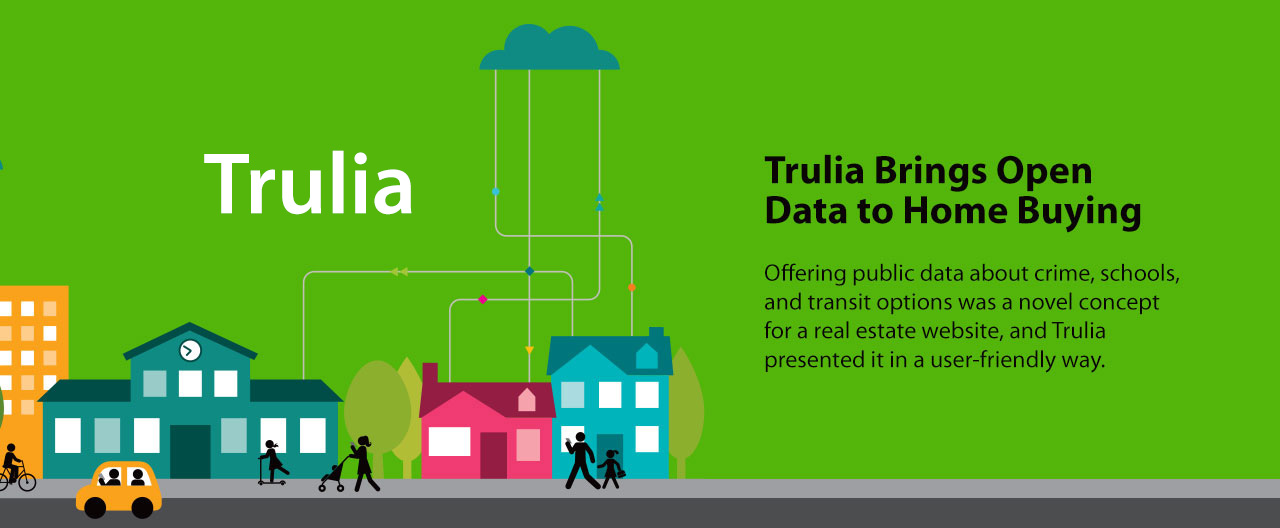 Trulia
Trulia Brings Open
Data to Home Buying
Offering public data about crime, schools,
and transit options was a novel concept
for a real estate website, and Trulia
presented it in a user-friendly way.